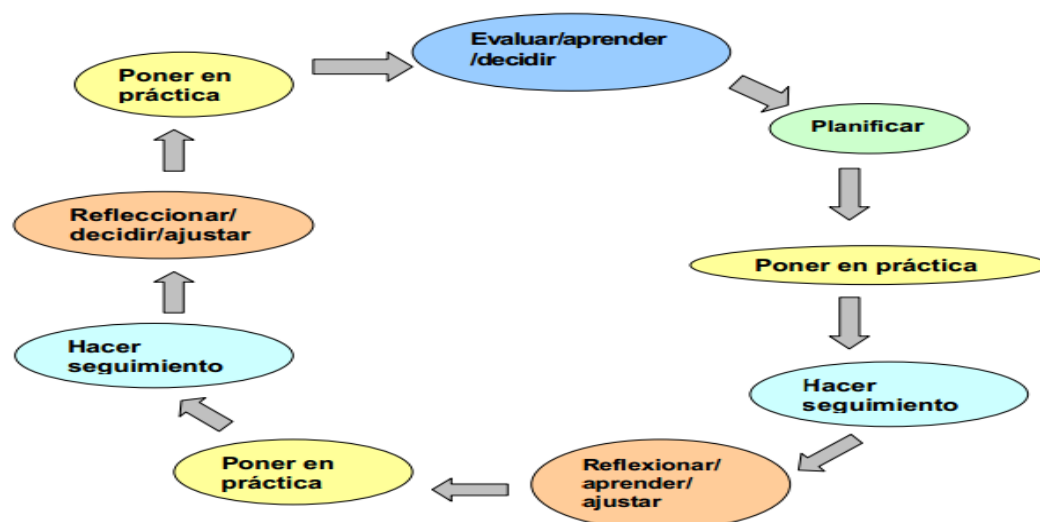 Evaluar/aprender
/decidir
Planificar
Poner en práctica
Hacer
seguimiento
Reflexionar/
aprender/
ajustar
Poner en
práctica
Hacer
seguimiento
Refleccionar/
decidir/ajustar
Poner en
práctica